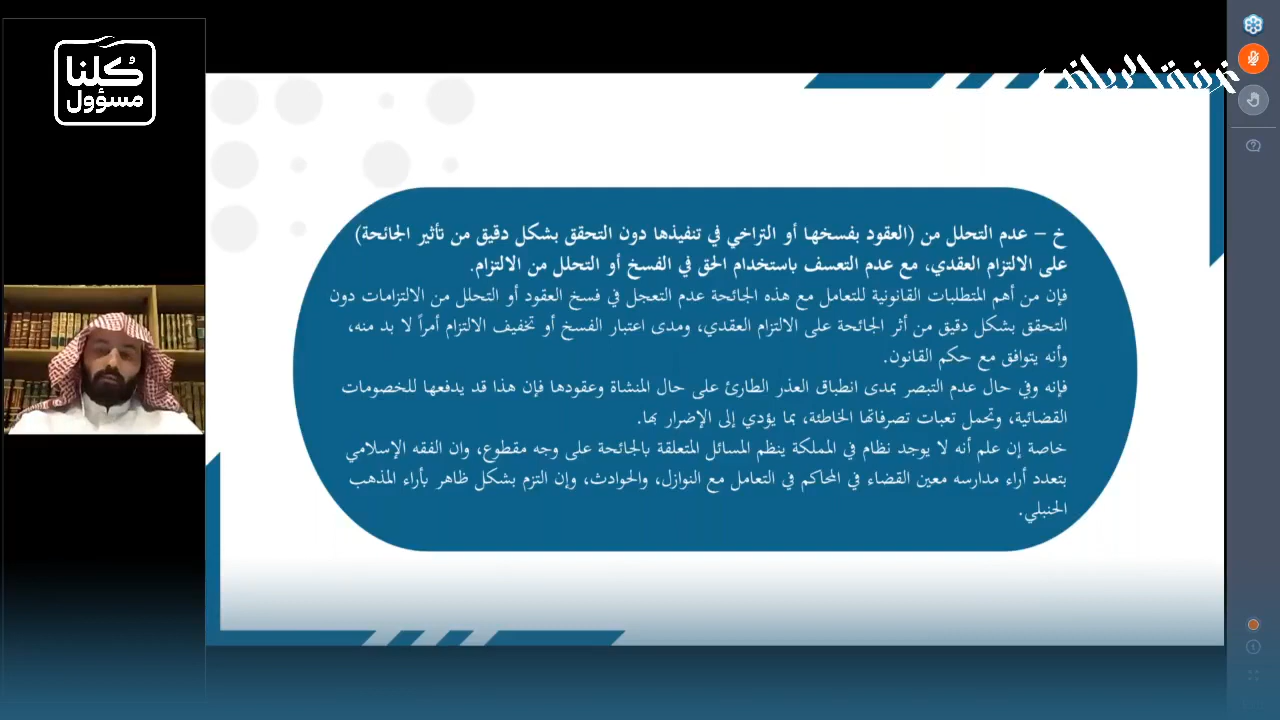 كُلنا
مسؤول
غرفة الرياض
خ – عدم التحلل من (العقود بفسخها أو التراخي في تنفيذها دون التحقق بشكل دقيق من تأثير الجائحة)
على الالتزام العقدي، مع عدم التعسف باستخدام الحق في الفسخ أو التحلل من الالتزام.
فإن من أهم المتطلبات القانونية للتعامل مع هذه الجائحة عدم التعجل في فسخ العقود أو التحلل من الالتزامات دون
التحقق بشكل دقيق من أثر الجائحة على الالتزام العقدي، ومدى اعتبار الفسخ أو تخفيف الالتزام أمراً لا بد منه،
وأنه يتوافق مع حكم القانون.
فإنه وفي حال عدم التبصر بمدى انطباق العذر الطارئ على حال المنشاة وعقودها فإن هذا قد يدفعها للخصومات
القضائية، وتحمل تعبات تصرفاتها الخاطئة، بما يؤدي إلى الإضرار بها.
خاصة إن علم أنه لا يوجد نظام في المملكة ينظم المسائل المتعلقة بالجائحة على وجه مقطوع، وان الفقه الإسلامي
بتعدد أراء مدارسه معين القضاء في المحاكم في التعامل مع النوازل، والحوادث، وإن التزم بشكل ظاهر بأراء المذهب
الحنبلي.